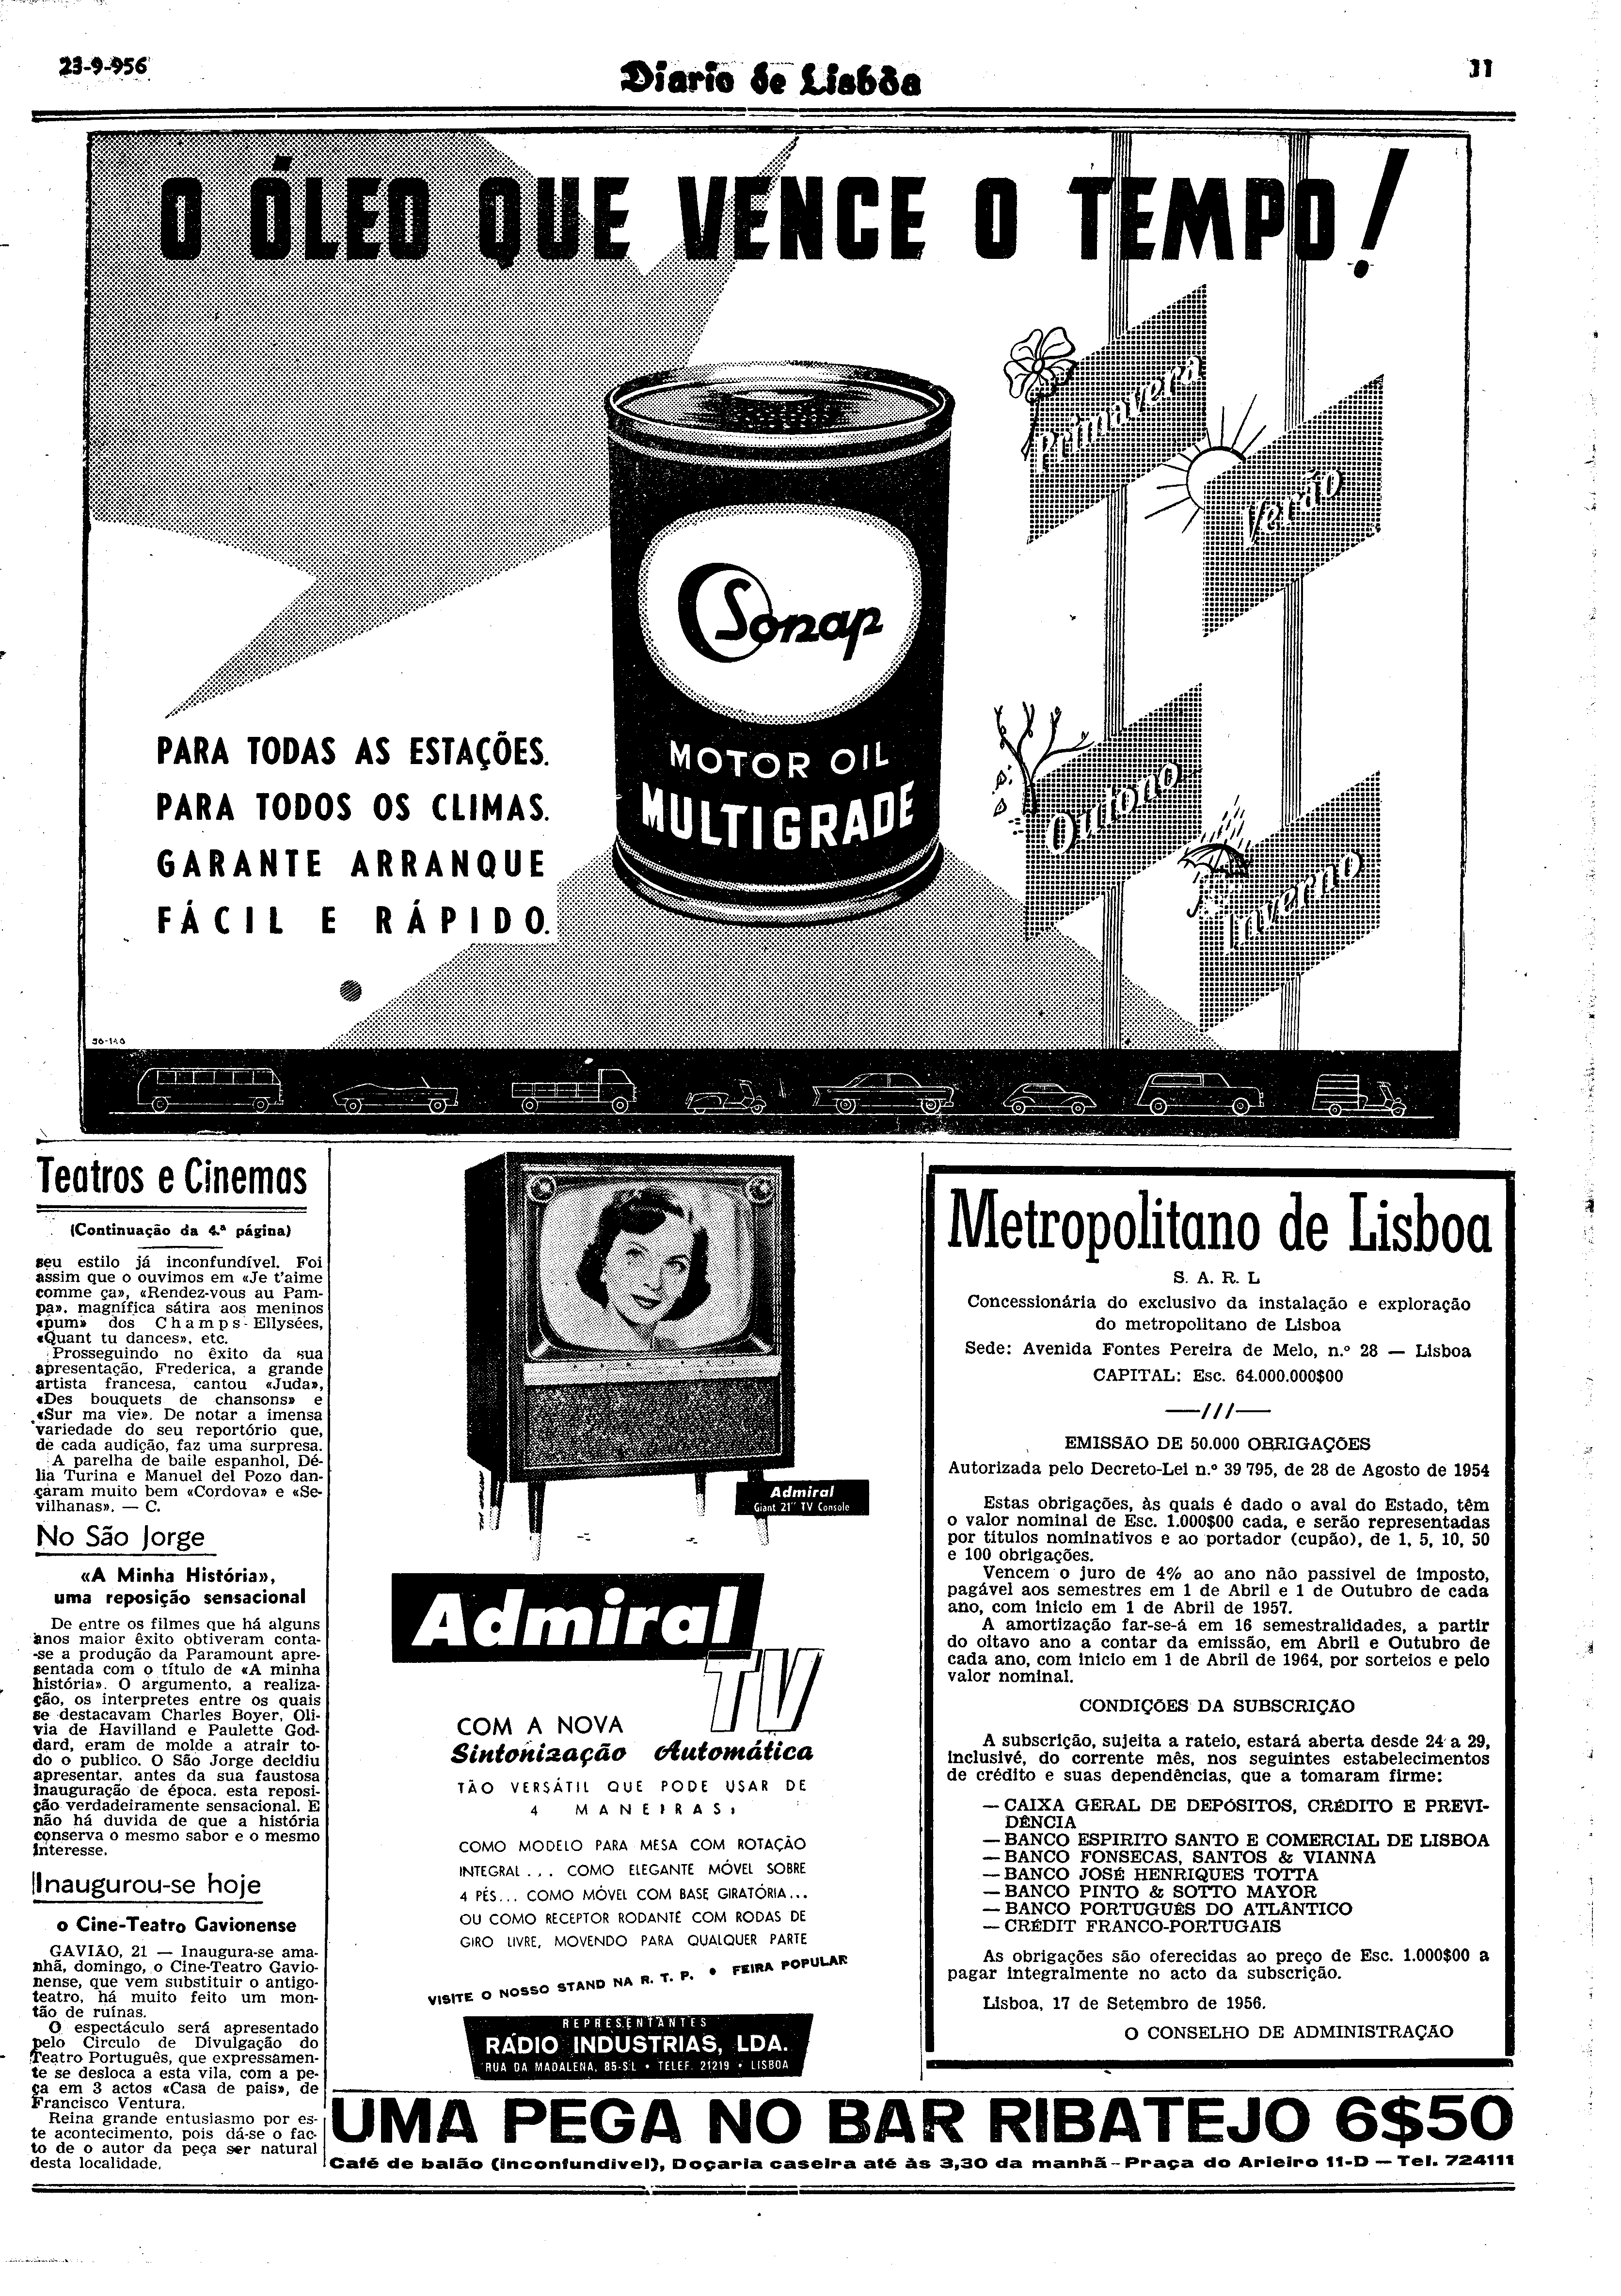 23-9-956
Diario de Lisbôa
11
O ÓLEO QUE VENCE O TEMPO!
Primavera
Verão
Sonap
MOTOR OIL
MULTIGRADE
PARA TODAS AS ESTAÇÕES.
PARA TODOS OS CLIMAS.
GARANTE ARRANQUE
FÁCIL E RÁPIDO.
Outono
Inverno
56-146
Teatros e Cinemas
(Continuação da 4.ª página)
seu estilo já inconfundível. Foi
assim que o ouvimos em «Je t'aime
comme ça», «Rendez-vous au Pam-
pa», magnífica sátira aos meninos
«pum» dos Champs-Ellysées,
«Quant tu dances», etc.
Prosseguindo no êxito da sua
apresentação, Frederica, a grande
artista francesa, cantou «Juda»,
«Des bouquets de chansons» e
«Sur ma vie». De notar a imensa
variedade do seu reportório que,
de cada audição, faz uma surpresa.
A parelha de baile espanhol, Dé-
lia Turina e Manuel del Pozo dan-
çaram muito bem «Cordova» e «Se-
vilhanas». — C.
No São Jorge
«A Minha História»,
uma reposição sensacional
De entre os filmes que há alguns
anos maior êxito obtiveram conta-
-se a produção da Paramount apre-
sentada com o título de «A minha
história». O argumento, a realiza-
ção, os interpretes entre os quais
se destacavam Charles Boyer, Oli-
via de Havilland e Paulette God-
dard, eram de molde a atrair to-
do o publico. O São Jorge decidiu
apresentar, antes da sua faustosa
inauguração de época, esta reposi-
ção verdadeiramente sensacional. E
não há duvida de que a história
conserva o mesmo sabor e o mesmo
interesse.
Inaugurou-se hoje
o Cine-Teatro Gavionense
GAVIÃO, 21 — Inaugura-se ama-
nhã, domingo, o Cine-Teatro Gavio-
nense, que vem substituir o antigo
teatro, há muito feito um mon-
tão de ruínas.
O espectáculo será apresentado
pelo Circulo de Divulgação do
Teatro Português, que expressamen-
te se desloca a esta vila, com a pe-
ça em 3 actos «Casa de pais», de
Francisco Ventura.
Reina grande entusiasmo por es-
te acontecimento, pois dá-se o fac-
to de o autor da peça ser natural
desta localidade.
Admiral
Giant 21" TV Console
Admiral
TV
COM A NOVA
Sintonização Automática
TÃO VERSÁTIL QUE PODE USAR DE
4 MANEIRAS:
COMO MODELO PARA MESA COM ROTAÇÃO
INTEGRAL... COMO ELEGANTE MÓVEL SOBRE
4 PÉS... COMO MÓVEL COM BASE GIRATÓRIA...
OU COMO RECEPTOR RODANTE COM RODAS DE
GIRO LIVRE, MOVENDO PARA QUALQUER PARTE
VISITE O NOSSO STAND NA R. T. P. • FEIRA POPULAR
REPRESENTANTES
RÁDIO INDUSTRIAS, LDA.
RUA DA MADALENA, 85-S/L • TELEF. 21219 • LISBOA
Metropolitano de Lisboa
S. A. R. L
Concessionária do exclusivo da instalação e exploração
do metropolitano de Lisboa
Sede: Avenida Fontes Pereira de Melo, n.º 28 — Lisboa
CAPITAL: Esc. 64.000.000$00
—///—
EMISSÃO DE 50.000 OBRIGAÇÕES
Autorizada pelo Decreto-Lei n.º 39 795, de 28 de Agosto de 1954
Estas obrigações, às quais é dado o aval do Estado, têm
o valor nominal de Esc. 1.000$00 cada, e serão representadas
por títulos nominativos e ao portador (cupão), de 1, 5, 10, 50
e 100 obrigações.
Vencem o juro de 4% ao ano não passivel de imposto,
pagável aos semestres em 1 de Abril e 1 de Outubro de cada
ano, com inicio em 1 de Abril de 1957.
A amortização far-se-á em 16 semestralidades, a partir
do oitavo ano a contar da emissão, em Abril e Outubro de
cada ano, com inicio em 1 de Abril de 1964, por sorteios e pelo
valor nominal.
CONDIÇÕES DA SUBSCRIÇÃO
A subscrição, sujeita a rateio, estará aberta desde 24 a 29,
inclusivé, do corrente mês, nos seguintes estabelecimentos
de crédito e suas dependências, que a tomaram firme:
— CAIXA GERAL DE DEPÓSITOS, CRÉDITO E PREVI-
DÊNCIA
— BANCO ESPIRITO SANTO E COMERCIAL DE LISBOA
— BANCO FONSECAS, SANTOS & VIANNA
— BANCO JOSÉ HENRIQUES TOTTA
— BANCO PINTO & SOTTO MAYOR
— BANCO PORTUGUÊS DO ATLÂNTICO
— CRÉDIT FRANCO-PORTUGAIS
As obrigações são oferecidas ao preço de Esc. 1.000$00 a
pagar integralmente no acto da subscrição.
Lisboa, 17 de Setembro de 1956.
O CONSELHO DE ADMINISTRAÇÃO
UMA PEGA NO BAR RIBATEJO 6$50
Café de balão (inconfundivel), Doçaria caseira até às 3,30 da manhã — Praça do Arieiro 11-D — Tel. 724111